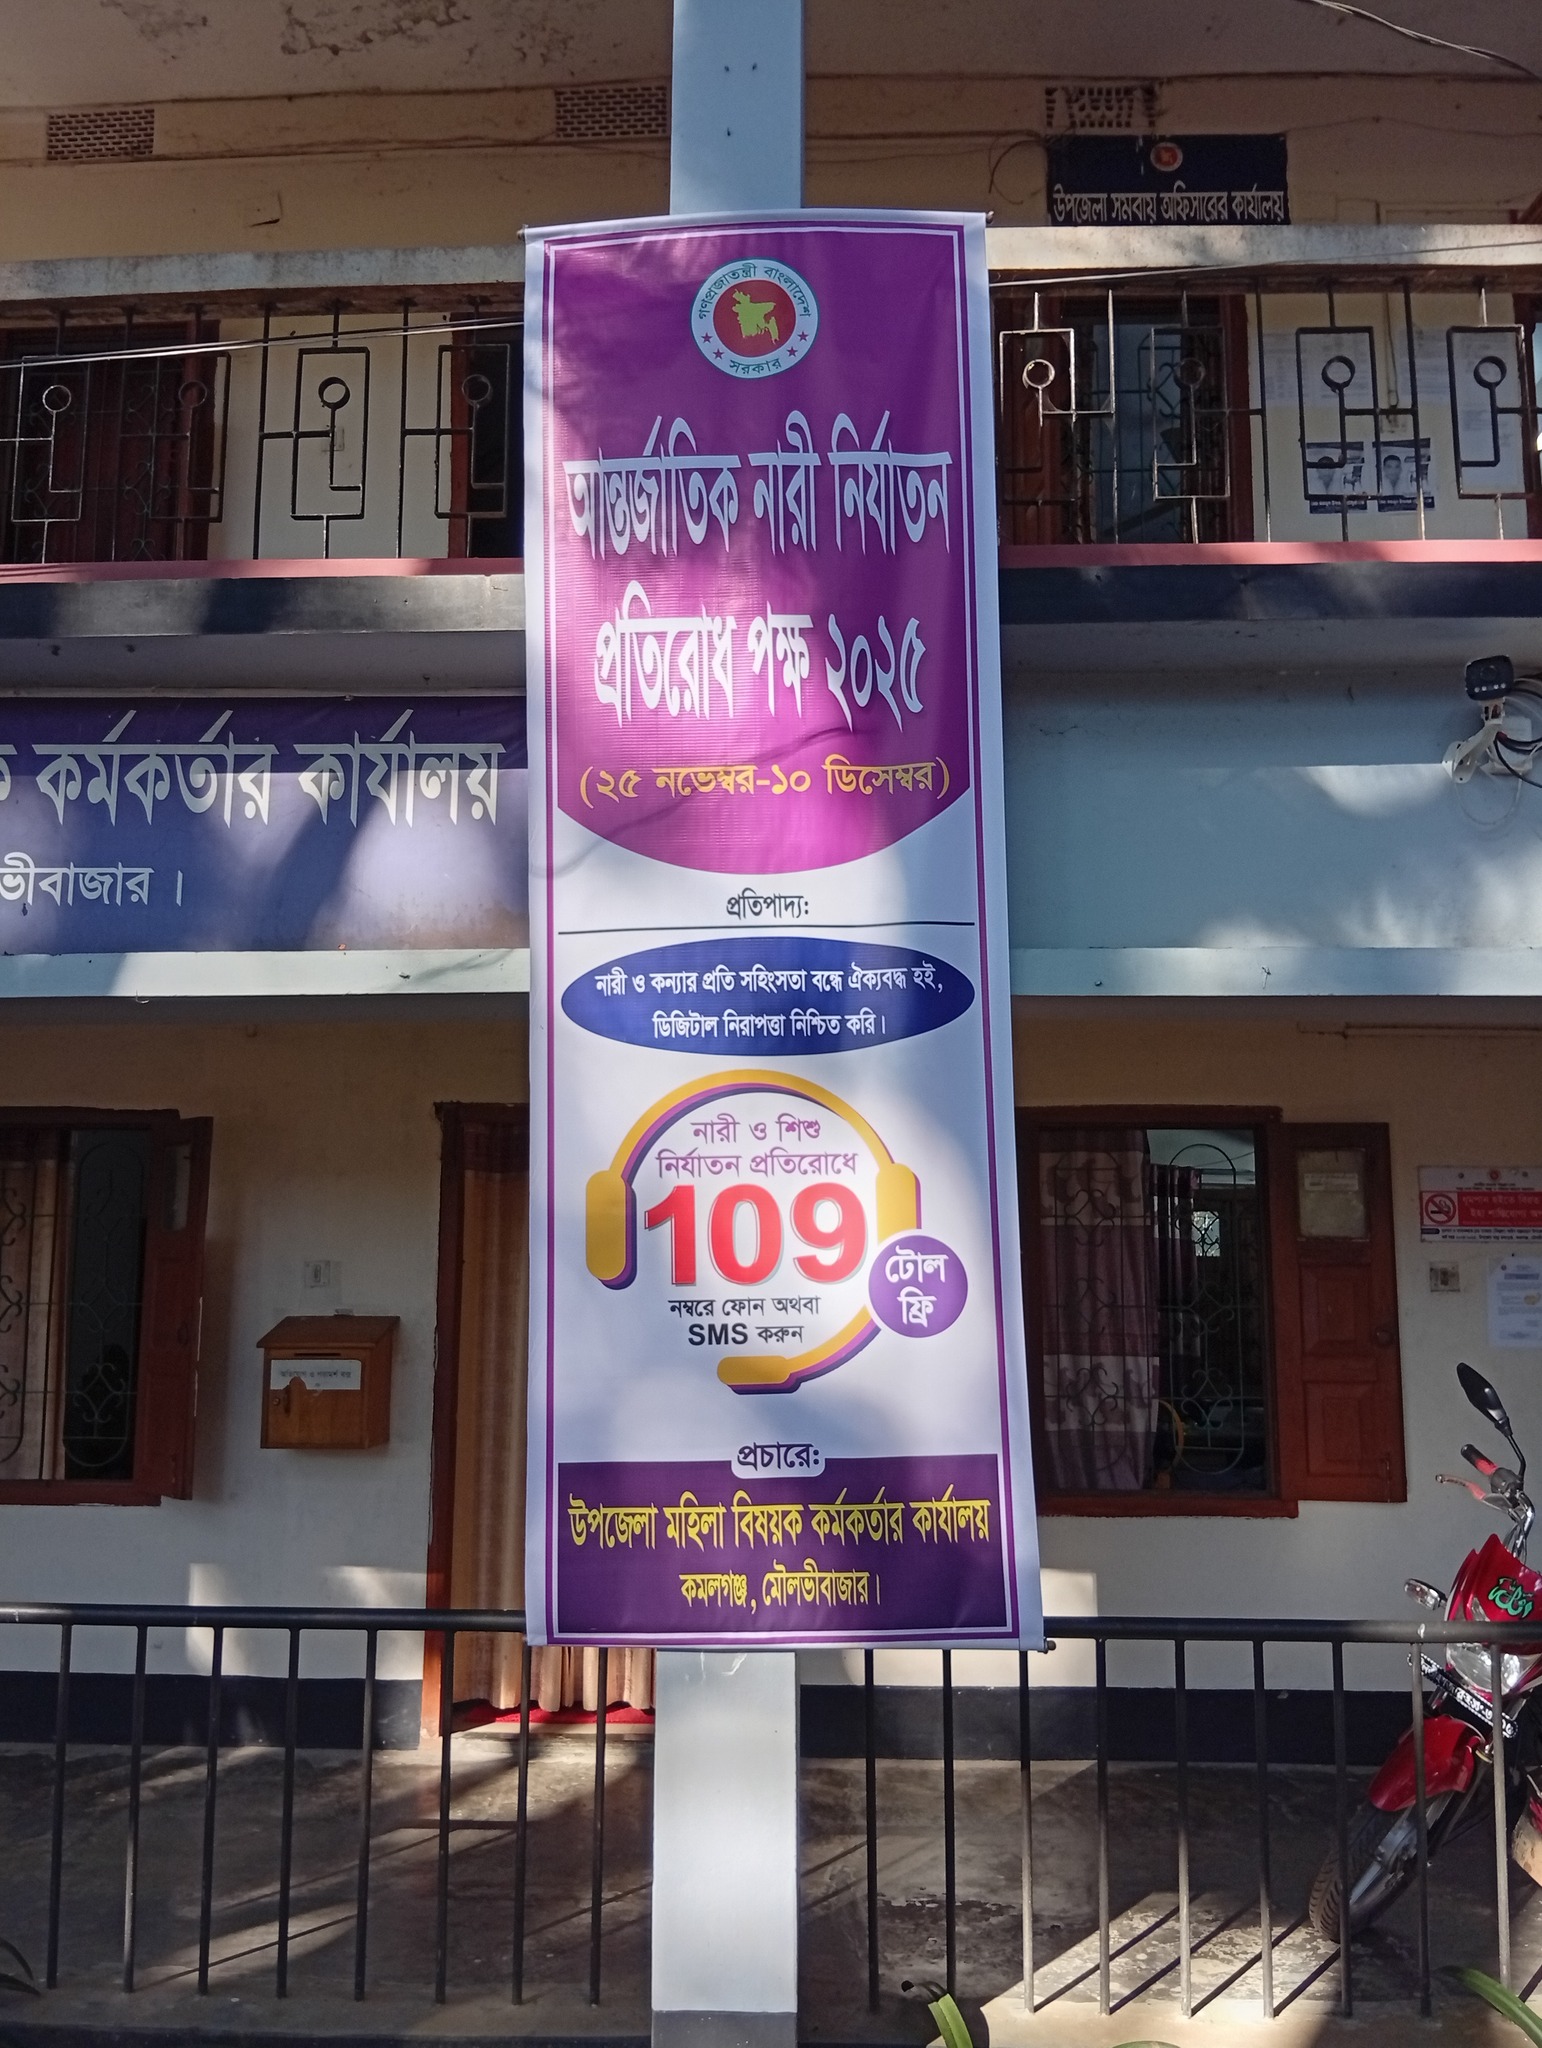 উপজেলা সমবায় অফিসারের কার্যালয়
গণপ্রজাতন্ত্রী বাংলাদেশ
সরকার
আন্তর্জাতিক নারী নির্যাতন
প্রতিরোধ পক্ষ ২০২৫
(২৫ নভেম্বর-১০ ডিসেম্বর)
কর্মকর্তার কার্যালয়
ভীবাজার।
প্রতিপাদ্য:
নারী ও কন্যার প্রতি সহিংসতা বন্ধে ঐক্যবদ্ধ হই,
ডিজিটাল নিরাপত্তা নিশ্চিত করি।
নারী ও শিশু
নির্যাতন প্রতিরোধে
109
টোল
ফ্রি
নম্বরে ফোন অথবা
SMS করুন
প্রচারে:
উপজেলা মহিলা বিষয়ক কর্মকর্তার কার্যালয়
কমলগঞ্জ, মৌলভীবাজার।